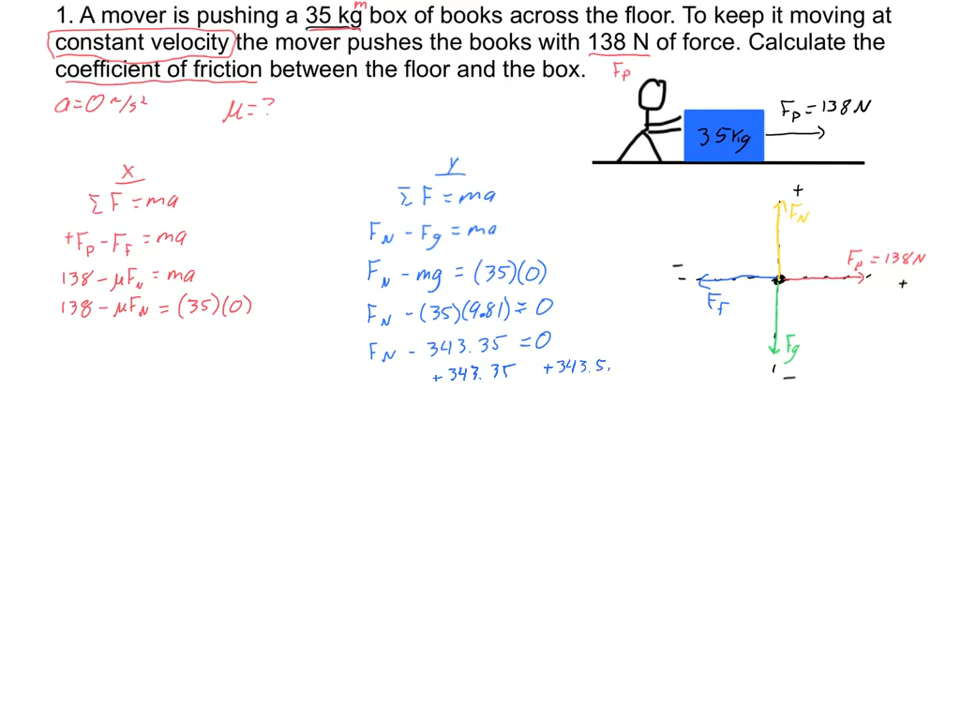 1. A mover is pushing a 35 kg box of books across the floor. To keep it moving at
m
constant velocity the mover pushes the books with 138 N of force. Calculate the
coefficient of friction between the floor and the box.
Fp
a=0 m/s²
μ=?
Fp=138N
35kg
x
ΣF=ma
+Fp-Ff=ma
138-μFN=ma
138-μFN=(35)(0)
y
ΣF=ma
FN-Fg=ma
FN-mg=(35)(0)
FN-(35)(9.81)=0
FN-343.35=0
+343.35 +343.5
+
FN
-
Fp=138N
+
Ff
Fg
-